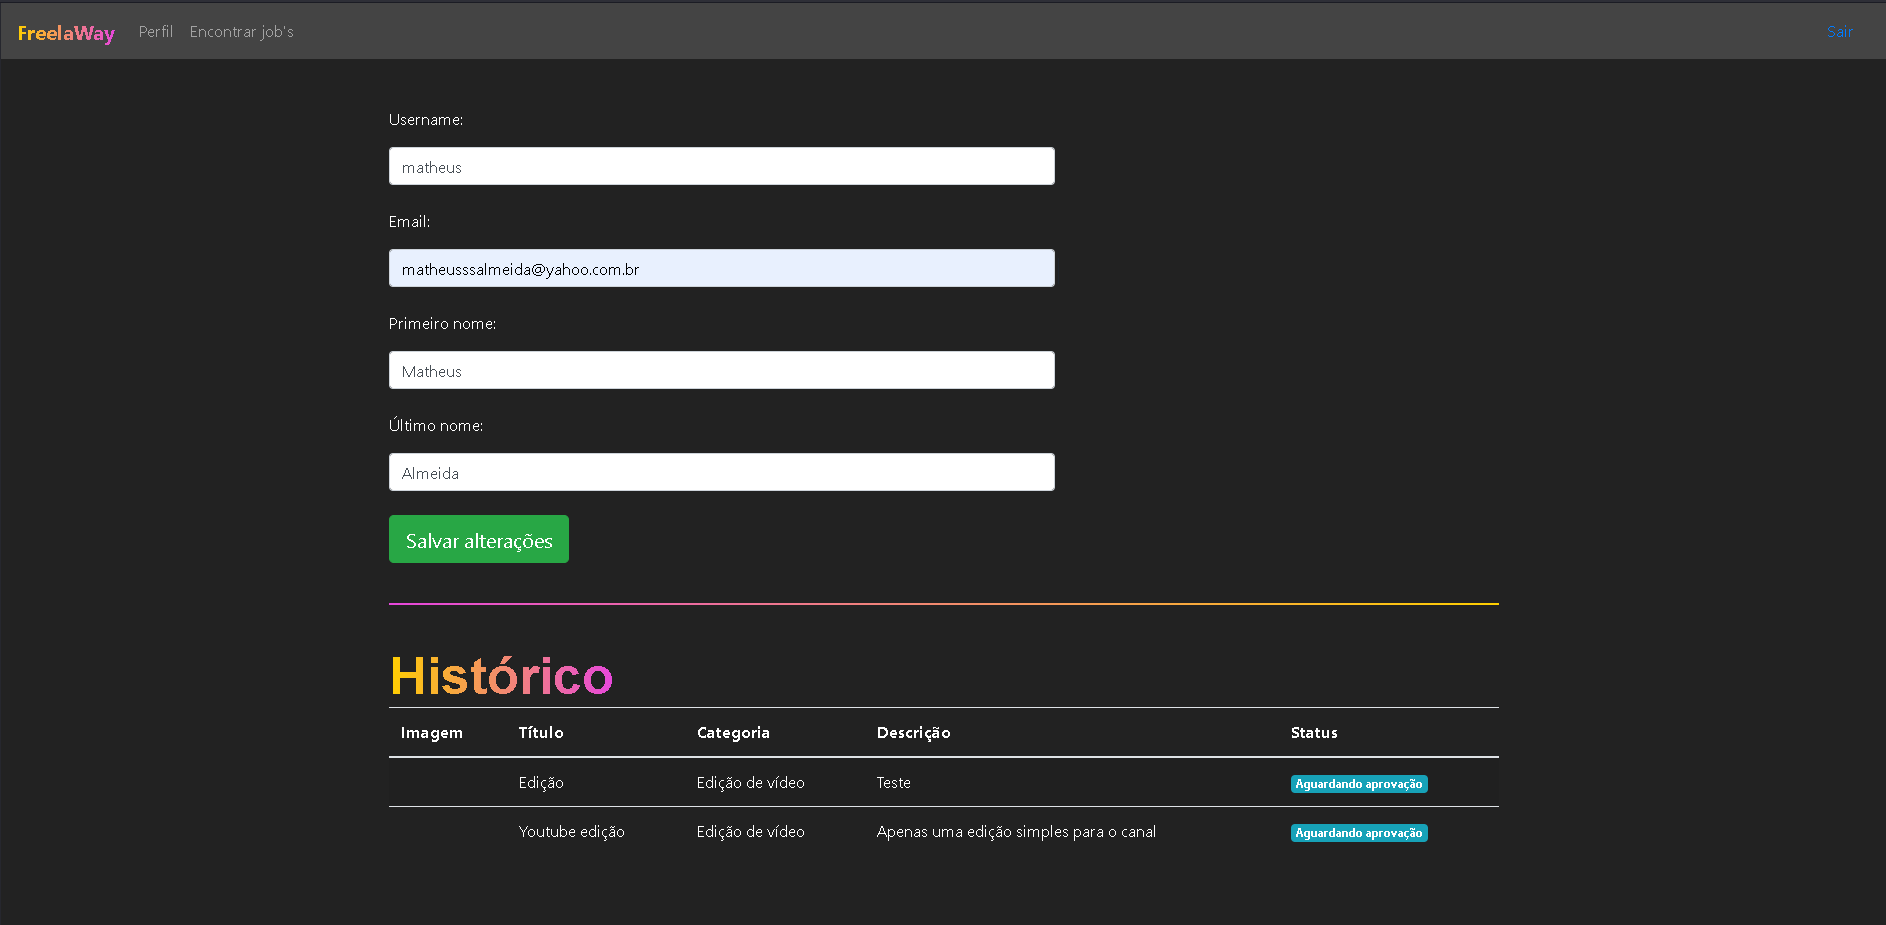 FreelaWay Perfil Encontrar job's Sair
Username:
matheus
Email:
matheusssalmeida@yahoo.com.br
Primeiro nome:
Matheus
Último nome:
Almeida
Salvar alterações
Histórico
Imagem Título Categoria Descrição Status
Edição Edição de vídeo Teste Aguardando aprovação
Youtube edição Edição de vídeo Apenas uma edição simples para o canal Aguardando aprovação